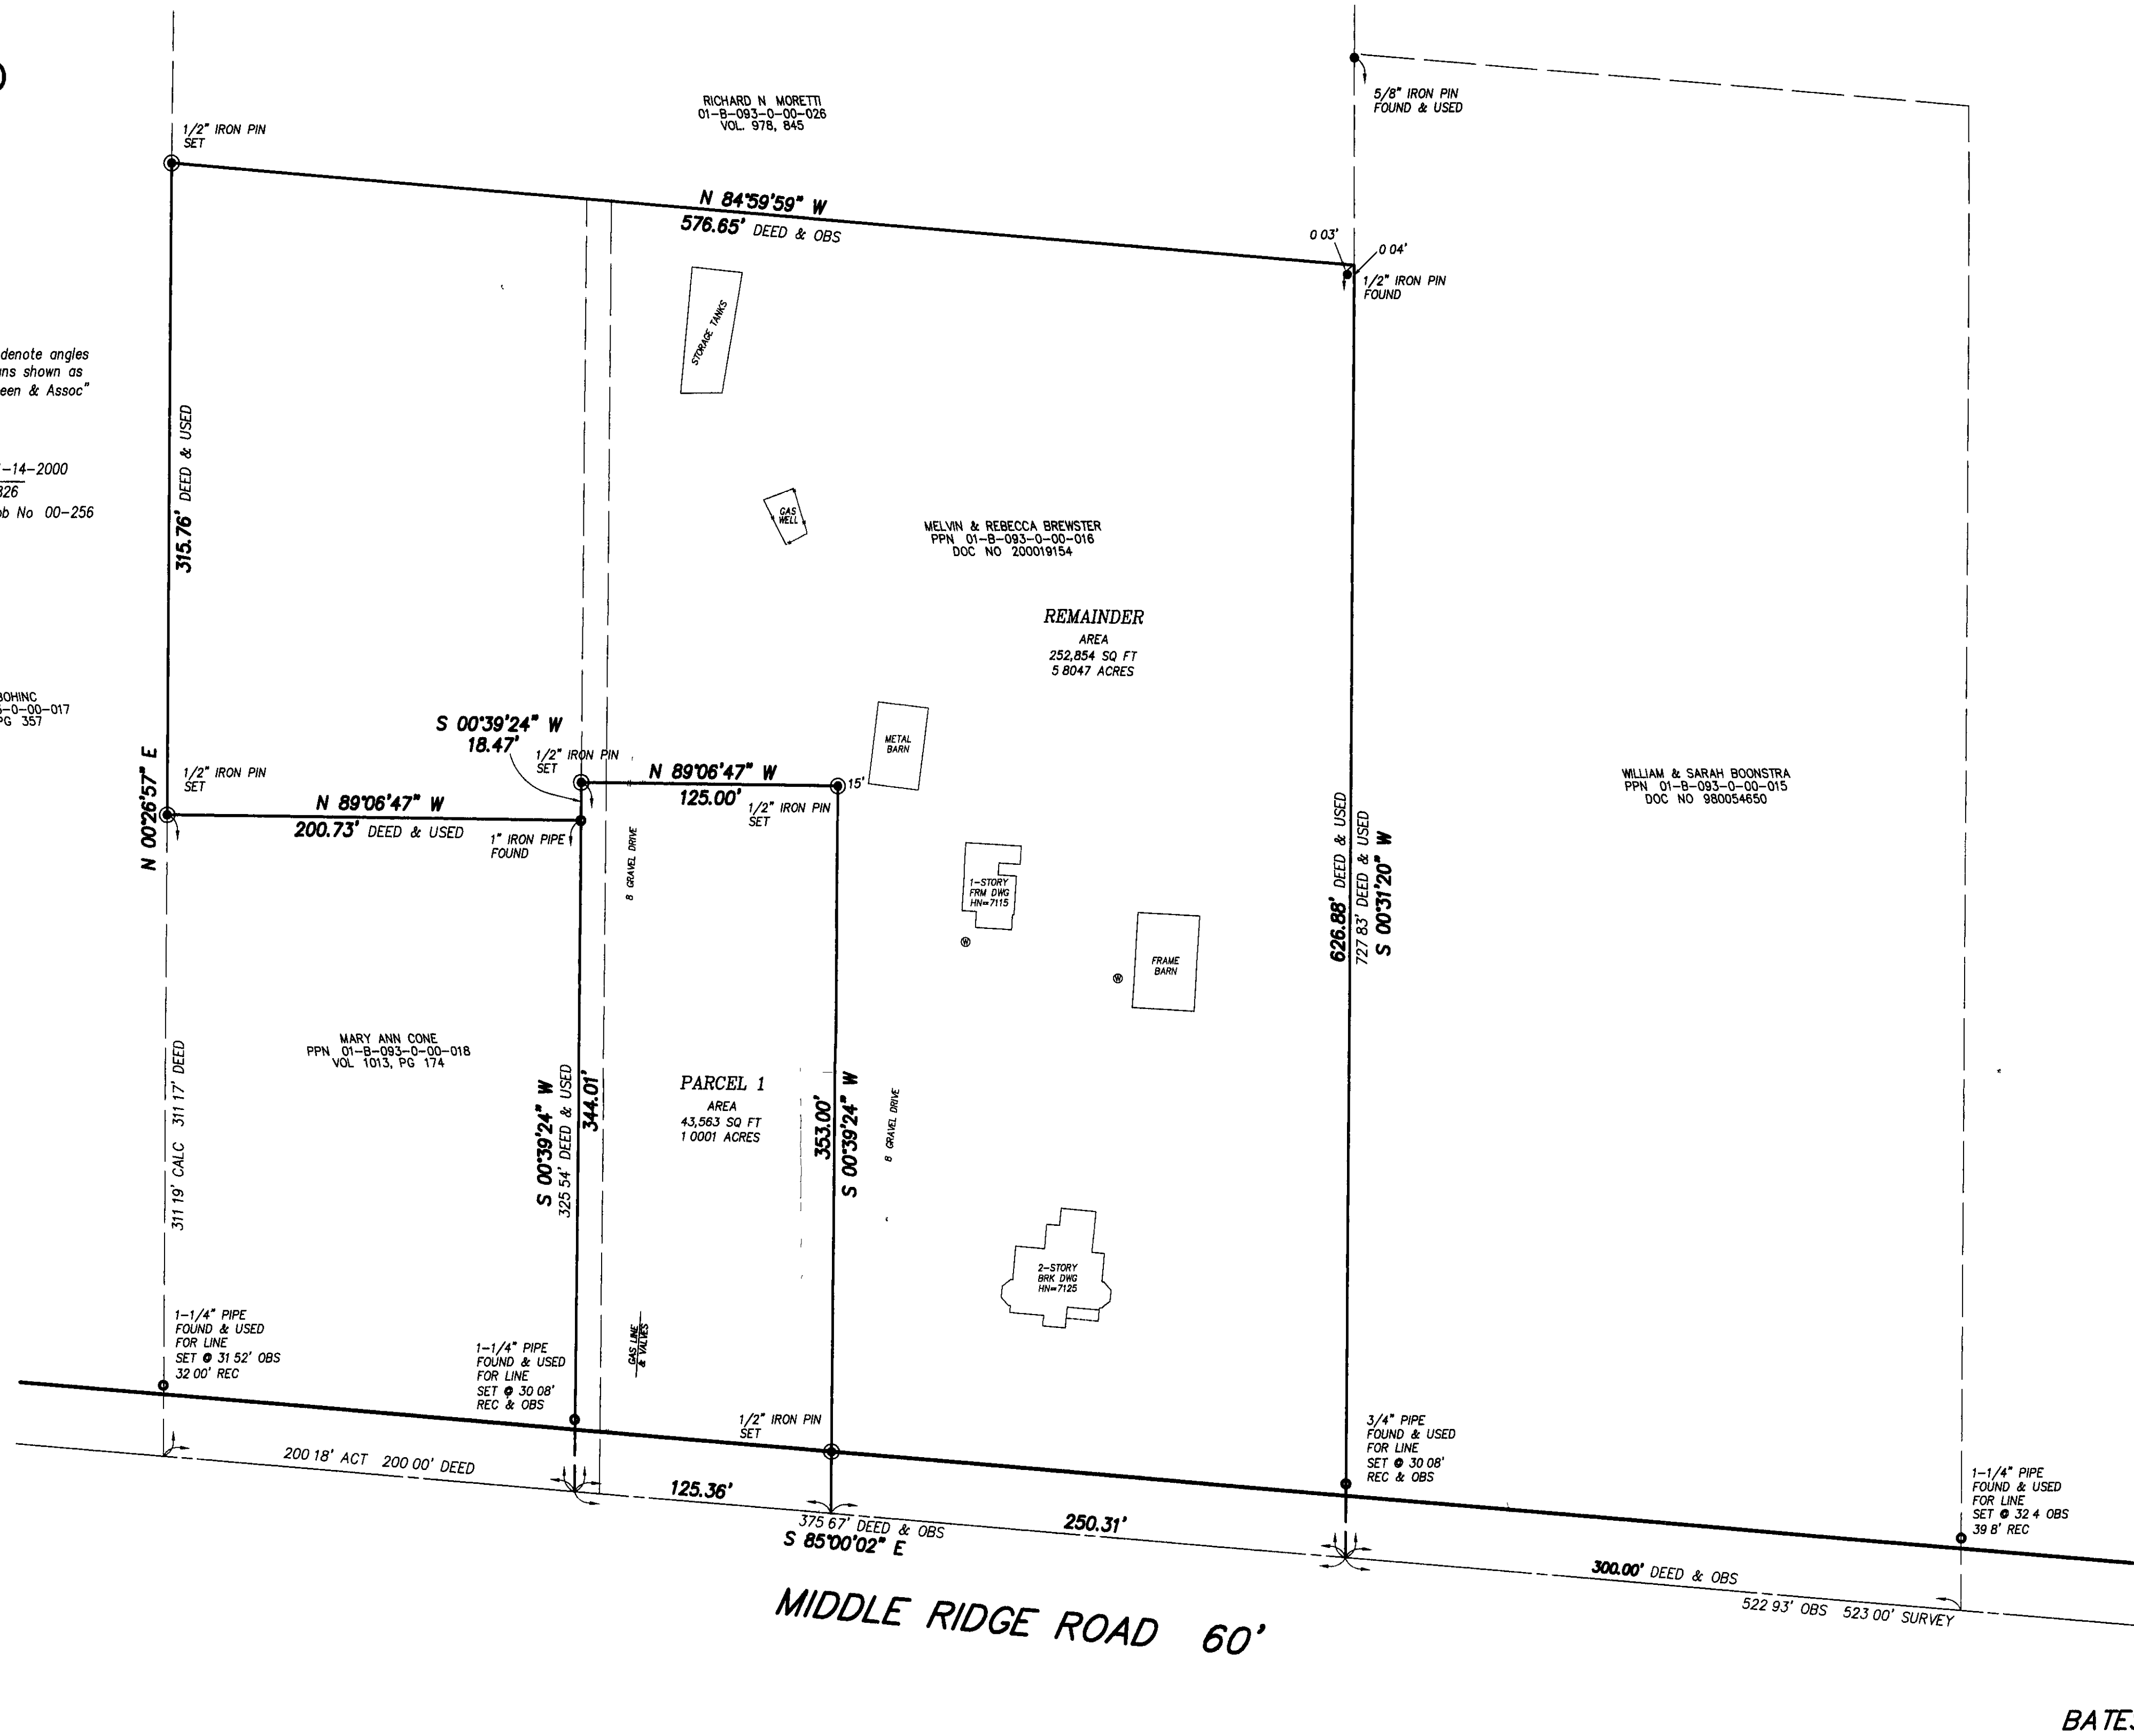 RICHARD N MORETTI
01-B-093-0-00-026
VOL. 978, 845
5/8" IRON PIN
FOUND & USED
1/2" IRON PIN
SET
N 84°59'59" W
576.65' DEED & OBS
0 03'
0 04'
1/2" IRON PIN
FOUND
STORAGE TANKS
denote angles
ns shown as
een & Assoc"
315.76' DEED & USED
-14-2000
326
ob No 00-256
GAS
WELL
MELVIN & REBECCA BREWSTER
PPN 01-B-093-0-00-016
DOC NO 200019154
REMAINDER
AREA
252,854 SQ FT
5 8047 ACRES
BOHINC
-0-00-017
PG 357
S 00°39'24" W
18.47'
1/2" IRON PIN
SET
METAL
BARN
N 00°26'57" E
1/2" IRON PIN
SET
N 89°06'47" W
125.00'
15'
1/2" IRON PIN
SET
N 89°06'47" W
200.73' DEED & USED
1" IRON PIPE
FOUND
8 GRAVEL DRIVE
WILLIAM & SARAH BOONSTRA
PPN 01-B-093-0-00-015
DOC NO 980054650
626.88' DEED & USED
727 83' DEED & USED
S 00°31'20" W
1-STORY
FRM DWG
HN=7115
W
FRAME
BARN
W
MARY ANN CONE
PPN 01-B-093-0-00-018
VOL 1013, PG 174
311 19' CALC 311 17' DEED
S 00°39'24" W
325 54' DEED & USED
344.01'
PARCEL 1
AREA
43,563 SQ FT
1 0001 ACRES
353.00'
S 00°39'24" W
8 GRAVEL DRIVE
2-STORY
BRK DWG
HN=7125
GAS LINE
& VALVES
1-1/4" PIPE
FOUND & USED
FOR LINE
SET @ 31 52' OBS
32 00' REC
1-1/4" PIPE
FOUND & USED
FOR LINE
SET @ 30 08'
REC & OBS
1/2" IRON PIN
SET
3/4" PIPE
FOUND & USED
FOR LINE
SET @ 30 08'
REC & OBS
1-1/4" PIPE
FOUND & USED
FOR LINE
SET @ 32 4 OBS
39 8' REC
200 18' ACT 200 00' DEED
125.36'
375 67' DEED & OBS
S 85°00'02" E
250.31'
300.00' DEED & OBS
522 93' OBS 523 00' SURVEY
MIDDLE RIDGE ROAD 60'
BATES